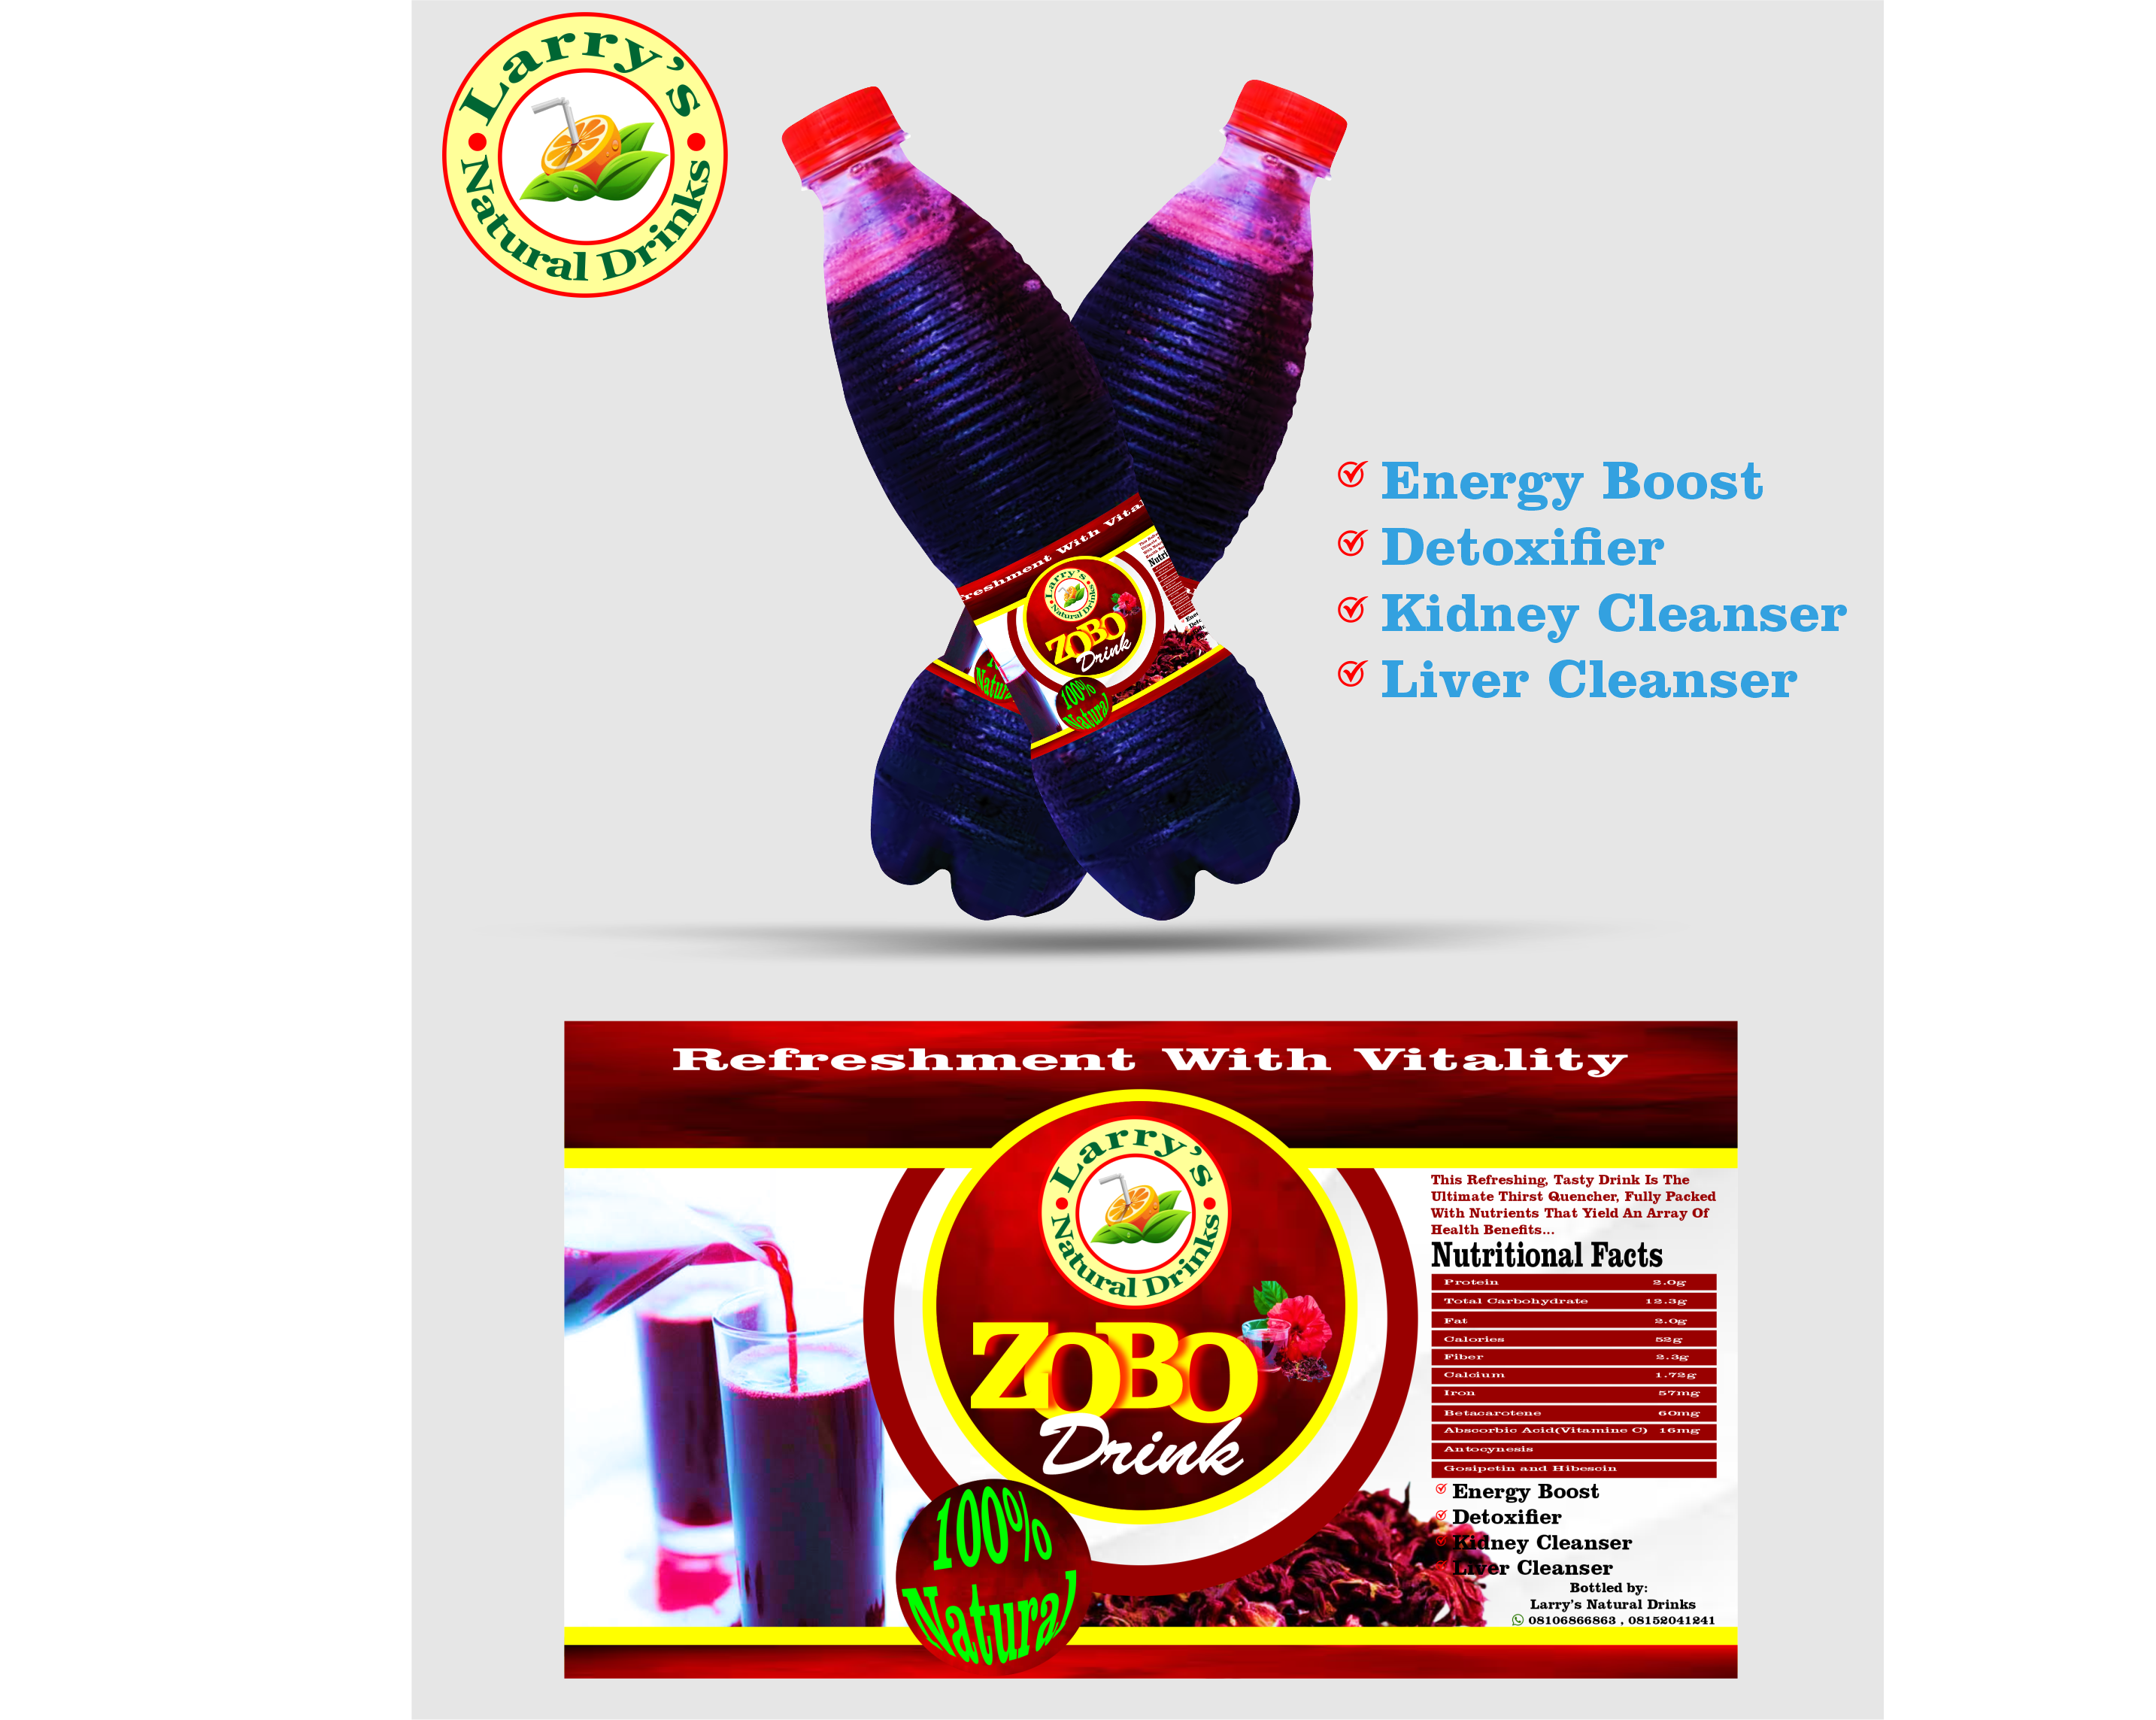 Larry's
Natural Drinks
Energy Boost
Detoxifier
Kidney Cleanser
Liver Cleanser
reshment With Vita
Nutri
Larry's
Natural Drinks
ZOBO
Drink
100%
Natural
Natura
Refreshment With Vitality
Larry's
Natural Drinks
ZOBO
Drink
100%
Natural
This Refreshing, Tasty Drink Is The
Ultimate Thirst Quencher, Fully Packed
With Nutrients That Yield An Array Of
Health Benefits...
Nutritional Facts
Protein 2.0g
Total Carbohydrate 12.3g
Fat 2.0g
Calories 52g
Fiber 2.3g
Calcium 1.72g
Iron 57mg
Betacarotene 60mg
Abscorbic Acid(Vitamine C) 16mg
Antocynesis
Gosipetin and Hibescin
Energy Boost
Detoxifier
Kidney Cleanser
Liver Cleanser
Bottled by:
Larry's Natural Drinks
08106866863 , 08152041241